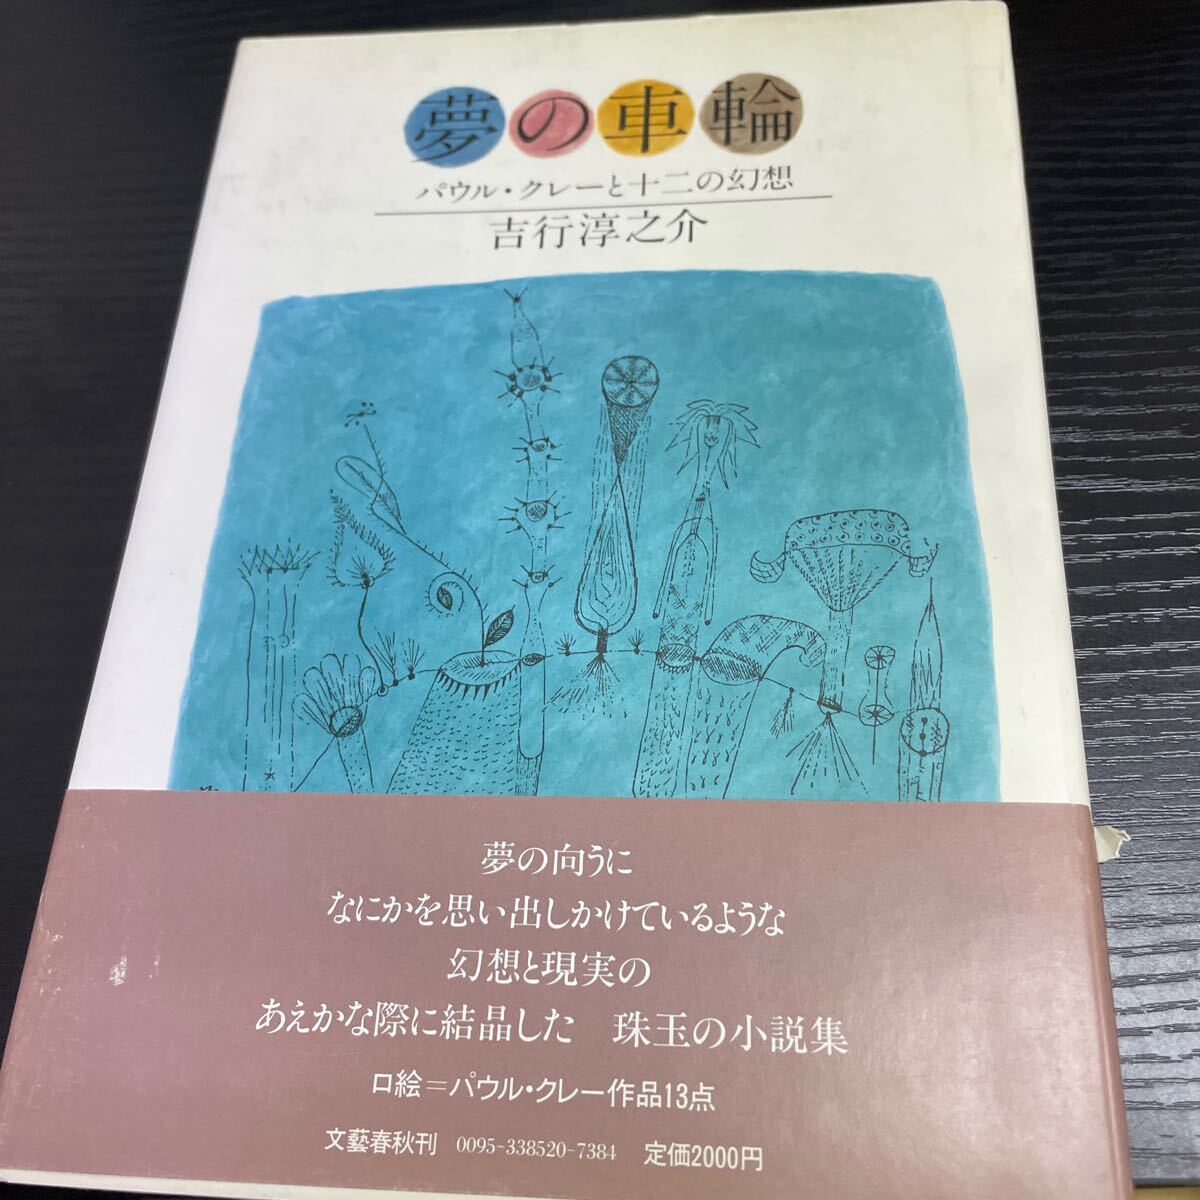 夢の車輪
パウル・クレーと十二の幻想
吉行淳之介
夢の向うに
なにかを思い出しかけているような
幻想と現実の
あえかな際に結晶した　珠玉の小説集
口絵＝パウル・クレー作品13点
文藝春秋刊　0095-338520-7384　定価2000円